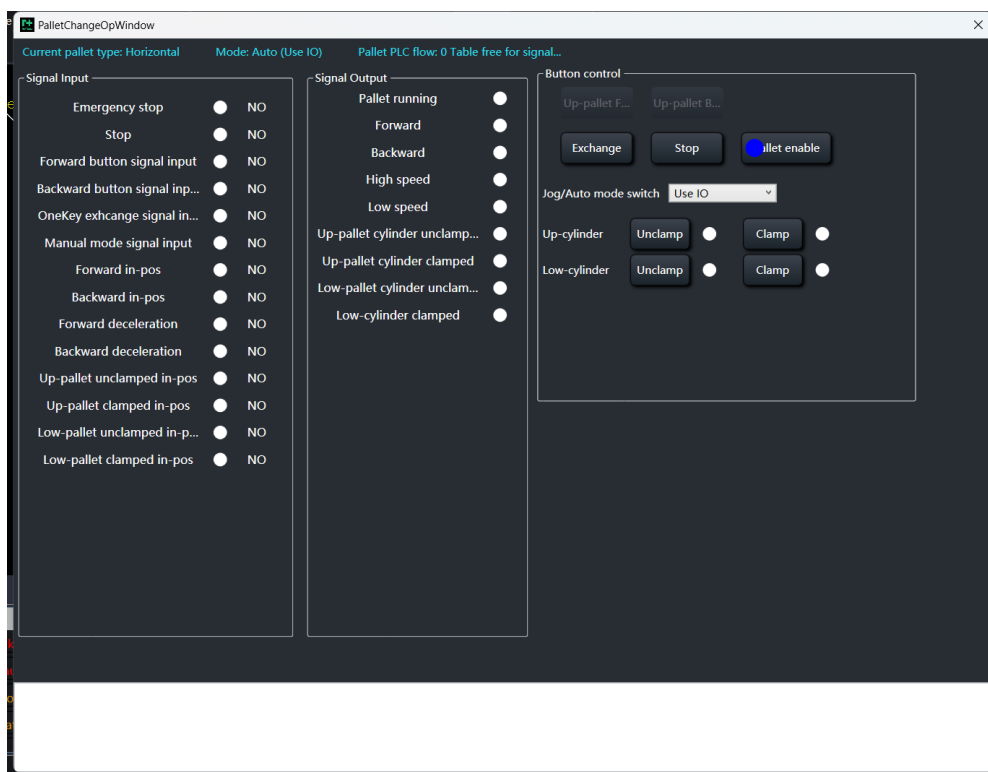 PalletChangeOpWindow
Current pallet type: Horizontal Mode: Auto (Use IO) Pallet PLC flow: 0 Table free for signal...
Signal Input
Emergency stop NO
Stop NO
Forward button signal input NO
Backward button signal inp... NO
OneKey exhcange signal in... NO
Manual mode signal input NO
Forward in-pos NO
Backward in-pos NO
Forward deceleration NO
Backward deceleration NO
Up-pallet unclamped in-pos NO
Up-pallet clamped in-pos NO
Low-pallet unclamped in-p... NO
Low-pallet clamped in-pos NO
Signal Output
Pallet running
Forward
Backward
High speed
Low speed
Up-pallet cylinder unclamp...
Up-pallet cylinder clamped
Low-pallet cylinder unclam...
Low-cylinder clamped
Button control
Up-pallet F... Up-pallet B...
Exchange Stop allet enable
Jog/Auto mode switch Use IO
Up-cylinder Unclamp Clamp
Low-cylinder Unclamp Clamp